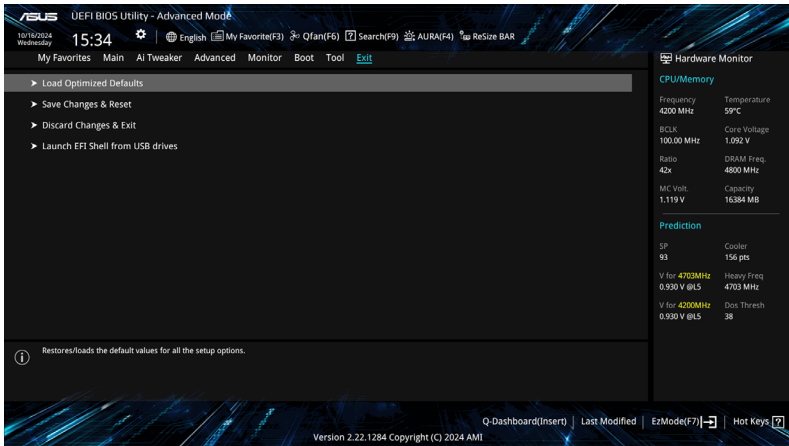 ASUS UEFI BIOS Utility - Advanced Mode
10/16/2024
Wednesday
15:34
English My Favorite(F3) Qfan(F6) ? Search(F9) AURA(F4) ReSize BAR
My Favorites Main Ai Tweaker Advanced Monitor Boot Tool Exit
Load Optimized Defaults
Save Changes & Reset
Discard Changes & Exit
Launch EFI Shell from USB drives
Hardware Monitor
CPU/Memory
Frequency Temperature
4200 MHz 59°C
BCLK Core Voltage
100.00 MHz 1.092 V
Ratio DRAM Freq.
42x 4800 MHz
MC Volt. Capacity
1.119 V 16384 MB
Prediction
SP Cooler
93 156 pts
V for 4703MHz Heavy Freq
0.930 V @L5 4703 MHz
V for 4200MHz Dos Thresh
0.930 V @L5 38
Restores/loads the default values for all the setup options.
Q-Dashboard(Insert) Last Modified EzMode(F7) Hot Keys ?
Version 2.22.1284 Copyright (C) 2024 AMI